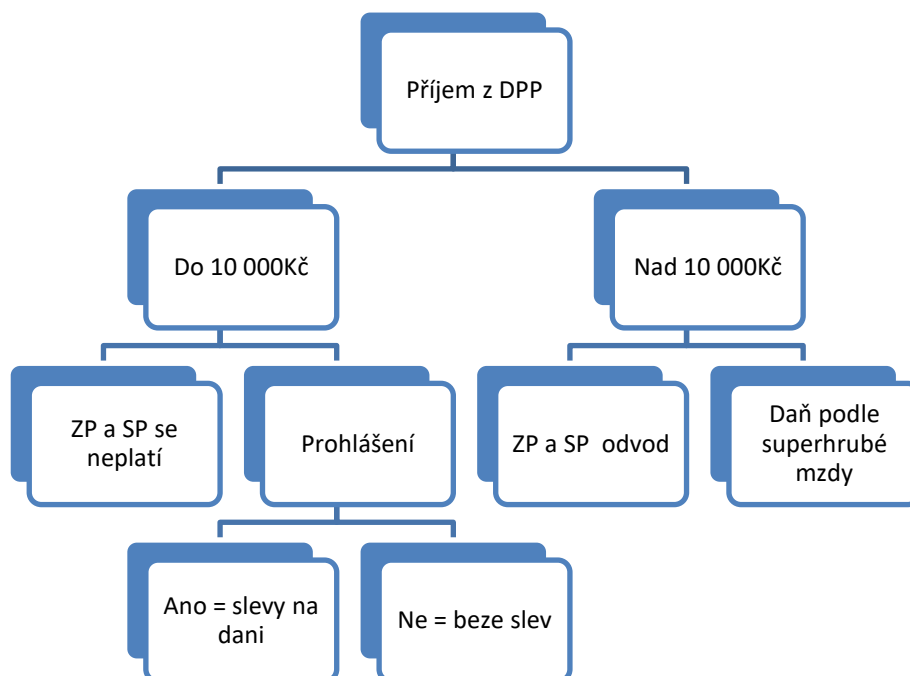 Příjem z DPP
Do 10 000Kč
Nad 10 000Kč
ZP a SP se
neplatí
Prohlášení
ZP a SP  odvod
Daň podle
superhrubé
mzdy
Ano = slevy na
dani
Ne = beze slev